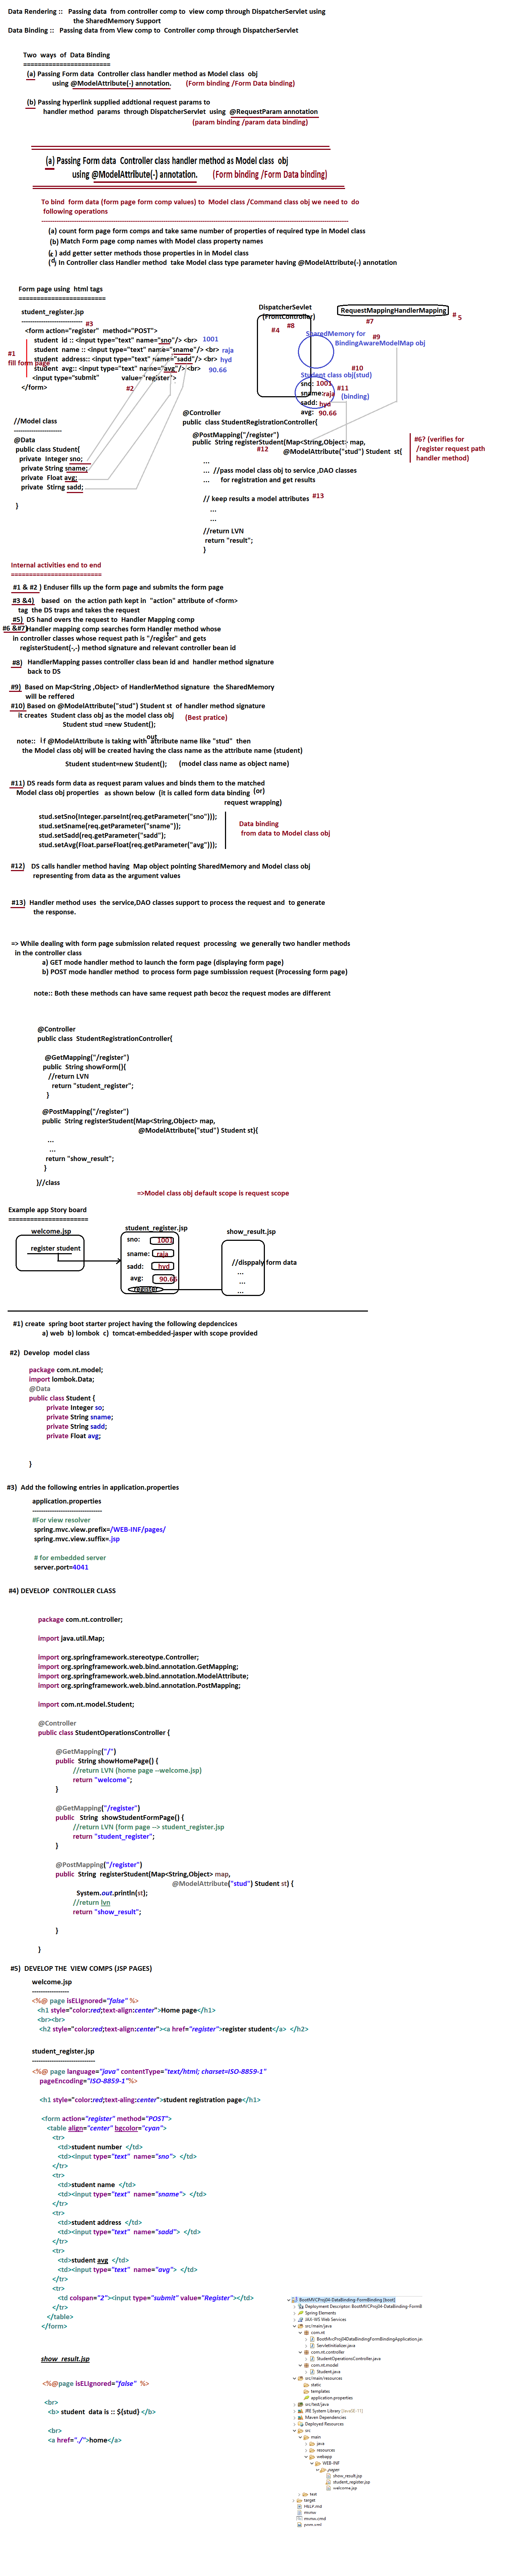 Data Rendering ::   Passing data  from controller comp to  view comp through DispatcherServlet using
the SharedMemory Support
Data Binding ::   Passing data from View comp to  Controller comp through DispatcherServlet
Two  ways  of  Data Binding
=======================
(a) Passing Form data  Controller class handler method as Model class  obj
using @ModelAttribute(-) annotation.      (Form binding /Form Data binding)
(b) Passing hyperlink supplied addtional request params to
handler method  params  through DispatcherServlet  using  @RequestParam annotation
(param binding /param data binding)
(a) Passing Form data  Controller class handler method as Model class  obj
using @ModelAttribute(-) annotation.     (Form binding /Form Data binding)
To bind  form data (form page form comp values) to  Model class /Command class obj we need to  do
following operations
(a) count form page form comps and take same number of properties of required type in Model class
(b) Match Form page comp names with Model class property names
(c ) add getter setter methods those properties in in Model class
(d) In Controller class Handler method  take Model class type parameter having @ModelAttribute(-) annotation
Form page using  html tags
=======================
student_register.jsp
#3
<form action="register"  method="POST">
student  id :: <input type="text" name="sno"/> <br>   1001
student  name :: <input type="text" name="sname"/> <br>  raja
student  address:: <input type="text" name="sadd"/> <br>  hyd
student  avg:: <input type="text" name="avg"/> <br>    90.66
<input type="submit"            value="register">
</form>
#1
fill form page
#2
DispatcherSevlet
(FrontController)
#8
#4
RequestMappingHandlerMapping
# 5
#7
SharedMemory for
#9
BindingAwareModelMap obj
#10
Student class obj(stud)
sno: 1001
sname: raja
sadd: hyd
avg: 90.66
#11
(binding)
//Model class
@Data
public class Student{
private  Integer sno;
private String sname;
private  Float avg;
private  Stirng sadd;
}
@Controller
public  class StudentRegistrationController{
@PostMapping("/register")
public  String registerStudent(Map<String,Object> map,
#12
@ModelAttribute("stud") Student  st{
#6? (verifies for
/register request path
handler method)
...
...  //pass model class obj to service ,DAO classes
...      for registration and get results
// keep results a model attributes  #13
...
...
//return LVN
return "result";
}
Internal activities end to end
========================
#1 & #2 ) Enduser fills up the form page and submits the form page
#3 &4)   based  on  the action path kept in  "action" attribute of <form>
tag  the DS traps and takes the request
#5)   DS hand overs the request to  Handler Mapping comp
#6 &#7)Handler mapping comp searches form Handler method whose
in controller classes whose request path is "/regiser" and gets
t
registerStudent(-,-) method signature and relevant controller bean id
#8)   HandlerMapping passes controller class bean id and  handler method signature
back to DS
#9)  Based on Map<String ,Object> of HandlerMethod signature  the SharedMemory
will be reffered
#10) Based on @ModelAttribute("stud") Student st  of handler method signature
it creates  Student class obj as the model class obj      (Best pratice)
Student stud =new Student();
out
note::  if @ModelAttribute is taking with  attribute name like "stud"  then
the Model class obj will be created having the class name as the attribute name (student)
Student student=new Student();      (model class name as object name)
#11) DS reads form data as request param values and binds them to the matched
Model class obj properties   as shown below  (it is called form data binding (or)
request wrapping)
stud.setSno(Integer.parseInt(req.getParameter("sno")));
stud.setSname(req.getParameter("sname"));
stud.setSadd(req.getParameter("sadd");
stud.setAvg(Float.parseFloat(req.getParameter("avg")));
Data binding
from data to Model class obj
#12)   DS calls handler method having  Map object pointing SharedMemory and Model class obj
representing from data as the argument values
#13)  Handler method uses  the service,DAO classes support to process the request and  to generate
the response.
=> While dealing with form page submission related request  processing  we generally two handler methods
in the controller class
a) GET mode handler method to launch the form page (displaying form page)
b) POST mode handler method  to process form page sumbisssion request (Processing form page)
note:: Both these methods can have same request path becoz the request modes are different
@Controller
public class  StudentRegistrationController{
@GetMapping("/register")
public  String showForm(){
//return LVN
return "student_register";
}
@PostMapping("/register")
public  String registerStudent(Map<String,Object> map,
@ModelAttribute("stud") Student st){
...
...
return "show_result";
}
}//class
=>Model class obj default scope is request scope
Example app Story board
=====================
welcome.jsp
register student
student_register.jsp
sno:  1001
sname:  raja
sadd:  hyd
avg:  90.66
register
show_result.jsp
//disppaly form data
...
...
...
#1) create  spring boot starter project having the following depdencices
a) web  b) lombok  c)  tomcat-embedded-jasper with scope provided
#2)  Develop  model class
package com.nt.model;
import lombok.Data;
@Data
public class Student {
private Integer so;
private String sname;
private String sadd;
private Float avg;
}
#3)  Add the following entries in application.properties
application.properties
#For view resolver
spring.mvc.view.prefix=/WEB-INF/pages/
spring.mvc.view.suffix=.jsp
# for embedded server
server.port=4041
#4) DEVELOP  CONTROLLER CLASS
package com.nt.controller;
import java.util.Map;
import org.springframework.stereotype.Controller;
import org.springframework.web.bind.annotation.GetMapping;
import org.springframework.web.bind.annotation.ModelAttribute;
import org.springframework.web.bind.annotation.PostMapping;
import com.nt.model.Student;
@Controller
public class StudentOperationsController {
@GetMapping("/")
public  String showHomePage() {
//return LVN (home page --welcome.jsp)
return "welcome";
}
@GetMapping("/register")
public   String  showStudentFormPage() {
//return LVN (form page --> student_register.jsp
return "student_register";
}
@PostMapping("/register")
public  String  registerStudent(Map<String,Object> map,
@ModelAttribute("stud") Student st) {
System.out.println(st);
//return lvn
return "show_result";
}
}
#5)  DEVELOP THE  VIEW COMPS (JSP PAGES)
welcome.jsp
<%@ page isELIgnored="false" %>
<h1 style="color:red;text-align:center">Home page</h1>
<br><br>
<h2 style="color:red;text-align:center"><a href="register">register student</a>  </h2>
student_register.jsp
<%@ page language="java" contentType="text/html; charset=ISO-8859-1"
pageEncoding="ISO-8859-1"%>
<h1 style="color:red;text-aling:center">student registration page</h1>
<form action="register" method="POST">
<table align="center" bgcolor="cyan">
<tr>
<td>student number  </td>
<td><input type="text"  name="sno">  </td>
</tr>
<tr>
<td>student name  </td>
<td><input type="text"  name="sname">  </td>
</tr>
<tr>
<td>student address  </td>
<td><input type="text"  name="sadd">  </td>
</tr>
<tr>
<td>student avg  </td>
<td><input type="text"  name="avg">  </td>
</tr>
<tr>
<td colspan="2"><input type="submit" value="Register"></td>
</tr>
</table>
</form>
show_result.jsp
<%@page isELIgnored="false"  %>
<br>
<b> student  data is :: ${stud} </b>
<br>
<a href="./">home</a>
BootMVCProj04-DataBinding-FormBinding [boot]
Deployment Descriptor: BootMVCProj04-DataBinding-FormB
Spring Elements
JAX-WS Web Services
src/main/java
com.nt
BootMvcProj04DataBindingFormBindingApplication.ja
ServletInitializer.java
com.nt.controller
StudentOperationsController.java
com.nt.model
Student.java
src/main/resources
static
templates
application.properties
src/test/java
JRE System Library [JavaSE-11]
Maven Dependencies
Deployed Resources
src
main
java
resources
webapp
WEB-INF
show_result.jsp
student_register.jsp
welcome.jsp
test
target
HELP.md
mvnw
mvnw.cmd
pom.xml